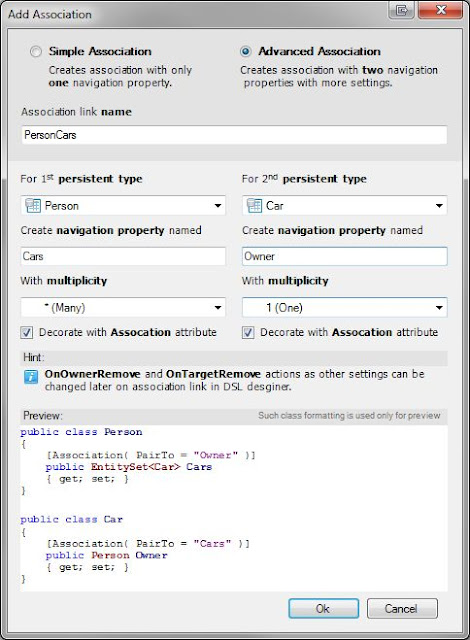 Add Association
Simple Association
Creates association with only
one navigation property.
Advanced Association
Creates association with two navigation
properties with more settings.
Association link name
PersonCars
For 1st persistent type
Person
Create navigation property named
Cars
With multiplicity
* (Many)
Decorate with Assocation attribute
For 2nd persistent type
Car
Create navigation property named
Owner
With multiplicity
1 (One)
Decorate with Assocation attribute
Hint:
OnOwnerRemove and OnTargetRemove actions as other settings can be
changed later on association link in DSL desginer.
Preview:
Such class formatting is used only for preview
public class Person
{
[Association( PairTo = "Owner" )]
public EntitySet<Car> Cars
{ get; set; }
}
public class Car
{
[Association( PairTo = "Cars" )]
public Person Owner
{ get; set; }
}
Ok
Cancel